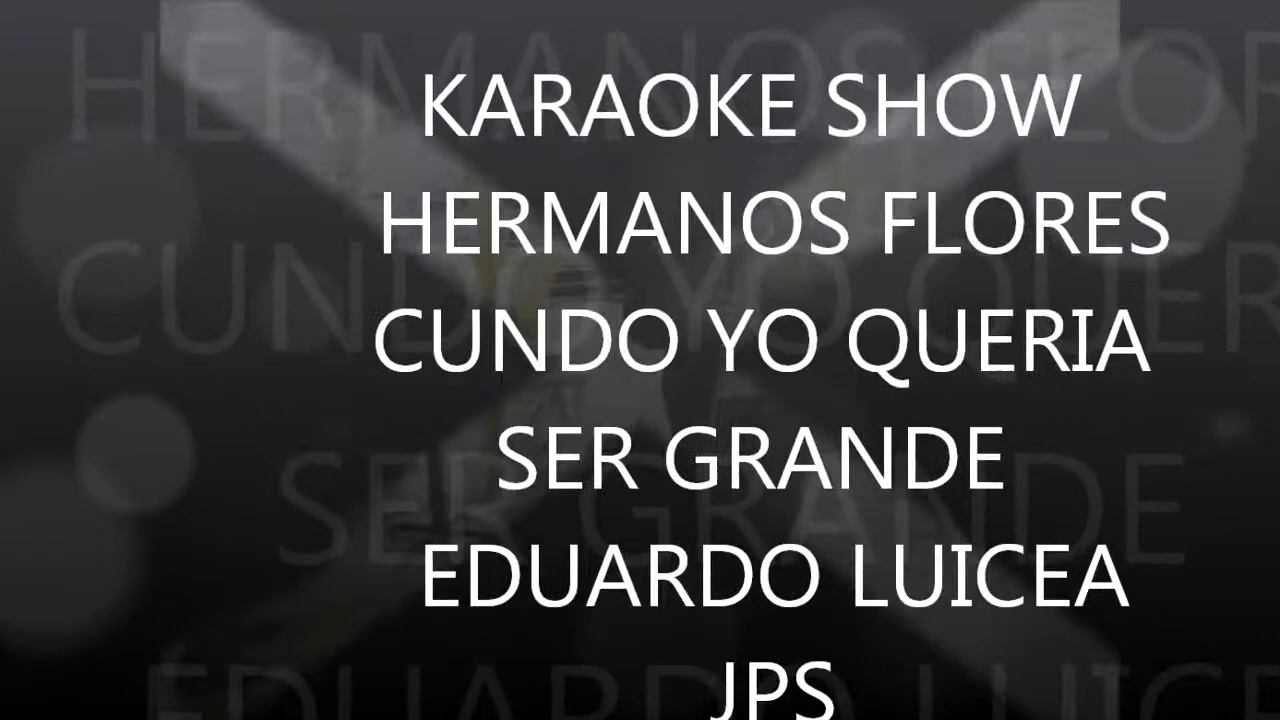 KARAOKE SHOW
HERMANOS FLORES
CUNDO YO QUERIA
SER GRANDE
EDUARDO LUICEA
JPS